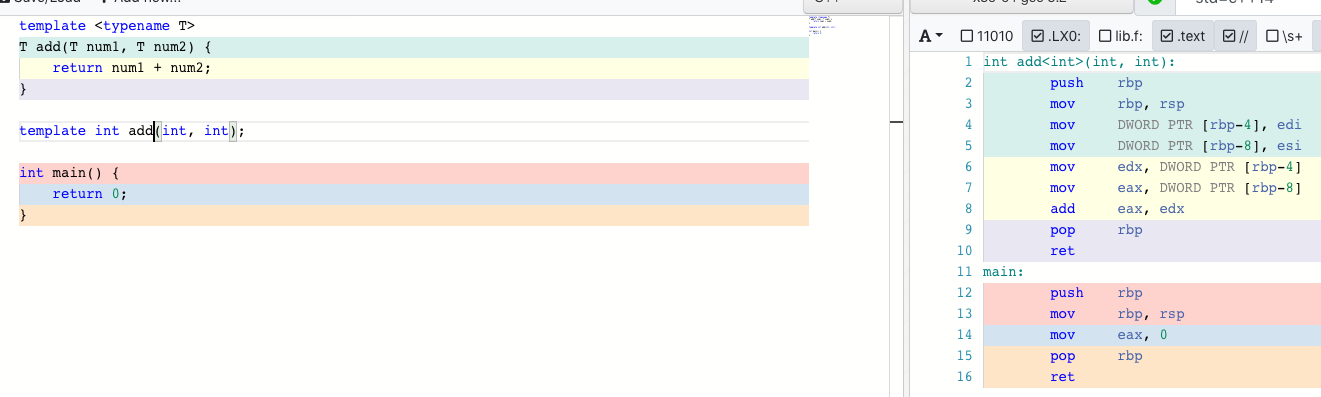 template <typename T>
T add(T num1, T num2) {
    return num1 + num2;
}
template int add(int, int);
int main() {
    return 0;
}
A 11010 .LX0: lib.f: .text // \s+
1 int add<int>(int, int):
2 push rbp
3 mov rbp, rsp
4 mov DWORD PTR [rbp-4], edi
5 mov DWORD PTR [rbp-8], esi
6 mov edx, DWORD PTR [rbp-4]
7 mov eax, DWORD PTR [rbp-8]
8 add eax, edx
9 pop rbp
10 ret
11 main:
12 push rbp
13 mov rbp, rsp
14 mov eax, 0
15 pop rbp
16 ret